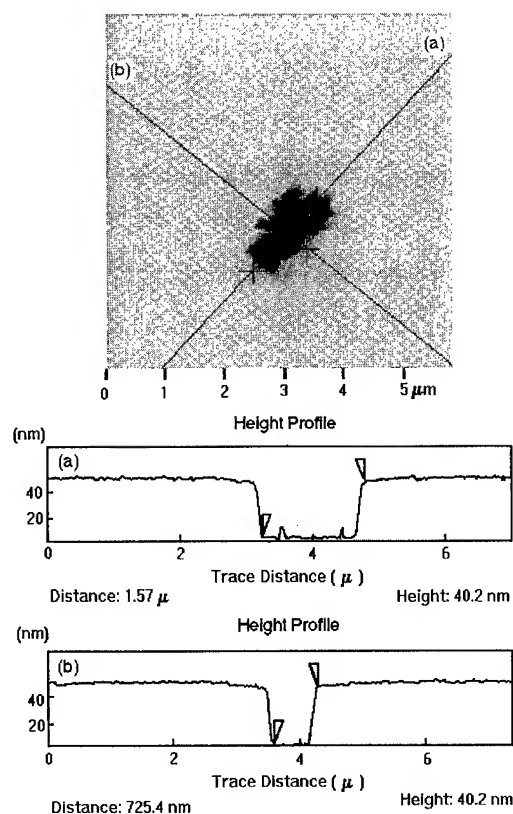 (a)
(b)
0 1 2 3 4 5 μm
Height Profile
(nm)
(a)
40
20
0 2 4 6
Trace Distance ( μ )
Distance: 1.57 μ Height: 40.2 nm
Height Profile
(nm)
(b)
40
20
0 2 4 6
Trace Distance ( μ )
Distance: 725.4 nm Height: 40.2 nm